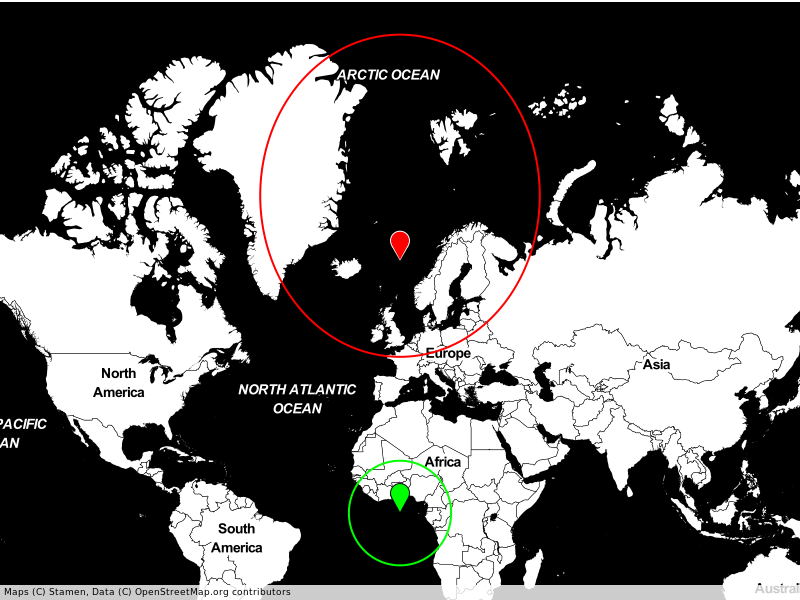 ARCTIC OCEAN
Europe
Asia
North
America
NORTH ATLANTIC
OCEAN
PACIFIC
AN
Africa
South
America
Austral
Maps (C) Stamen, Data (C) OpenStreetMap.org contributors